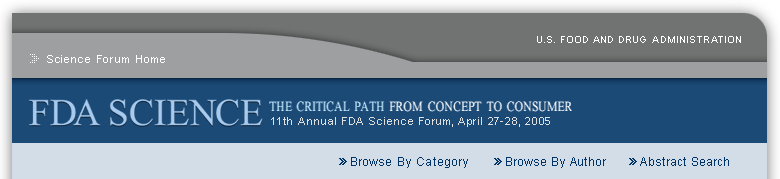 U.S. FOOD AND DRUG ADMINISTRATION
Science Forum Home
FDA SCIENCE THE CRITICAL PATH FROM CONCEPT TO CONSUMER
11th Annual FDA Science Forum, April 27-28, 2005
Browse By Category Browse By Author Abstract Search